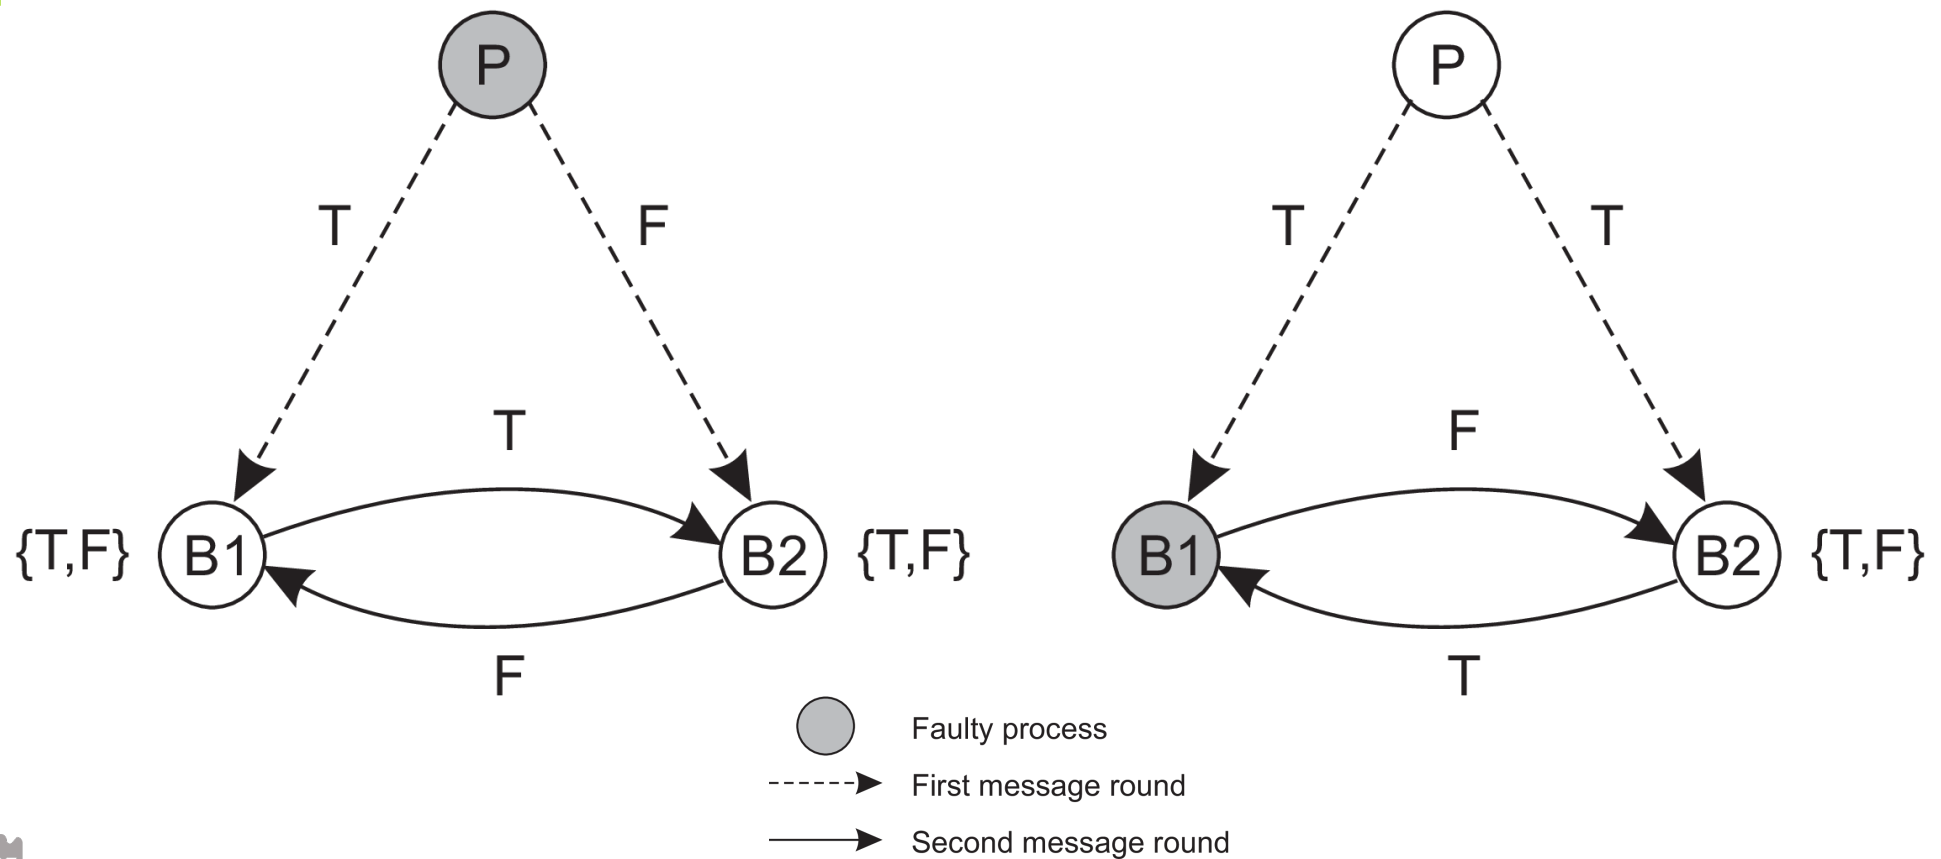 P
P
T
F
T
T
T
F
{T,F}
B1
B2
{T,F}
B1
B2
{T,F}
F
T
Faulty process
First message round
Second message round